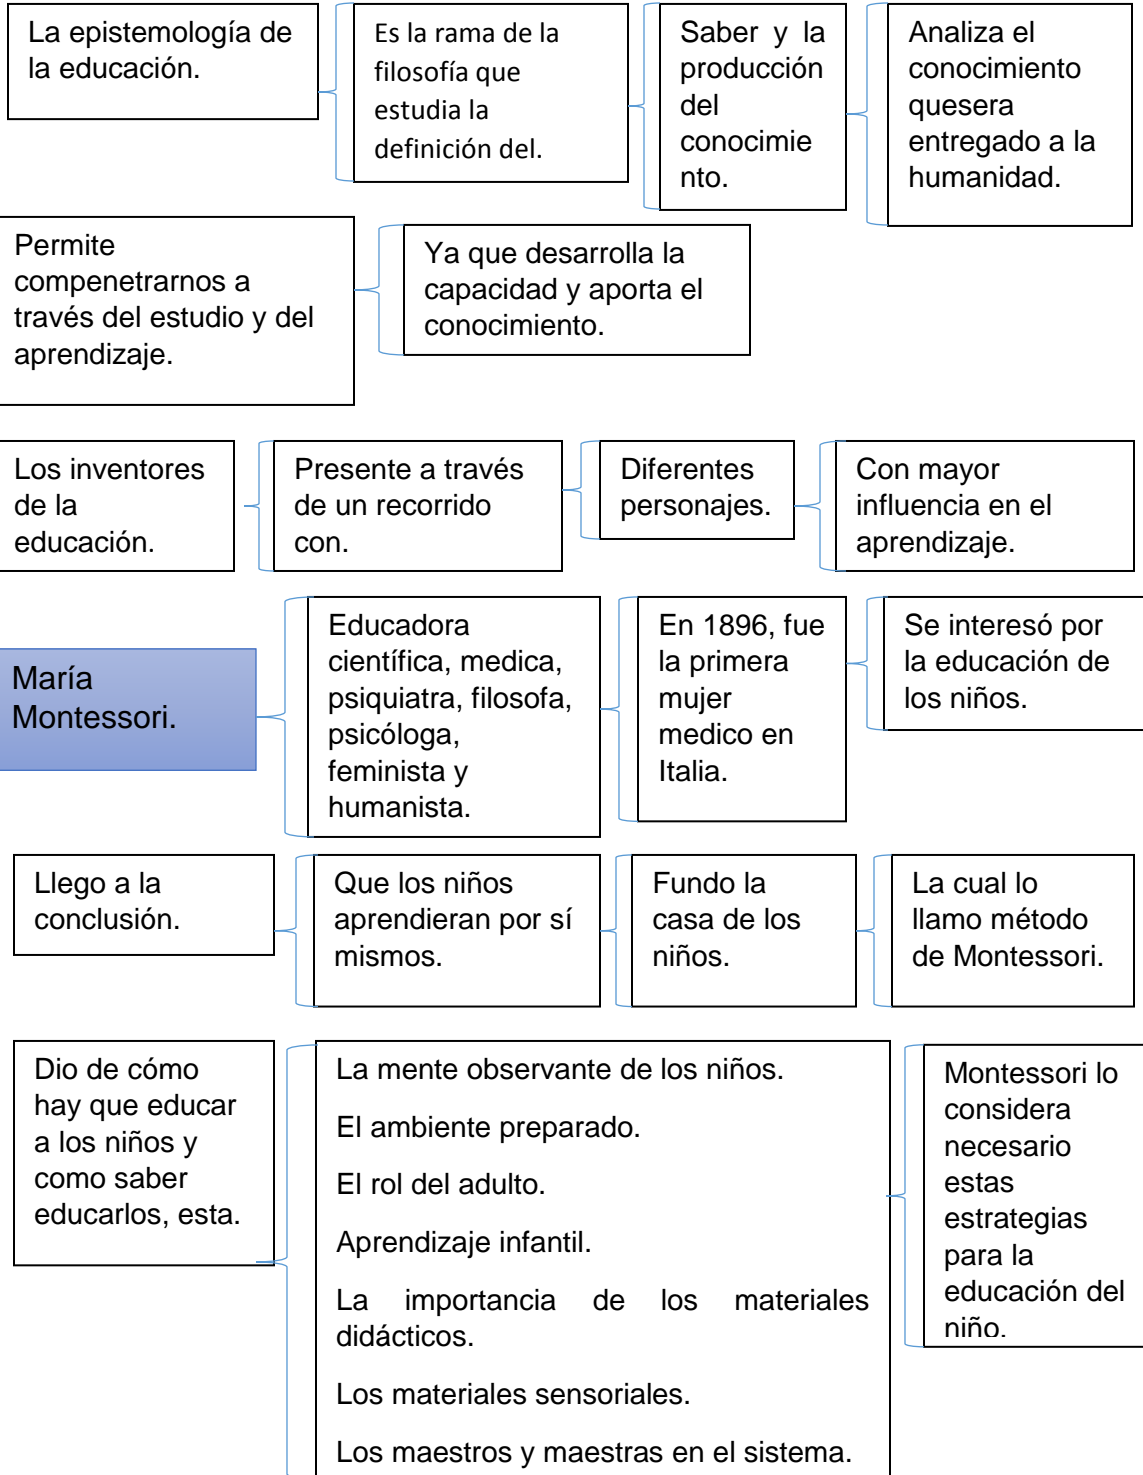 La epistemología de
la educación.
Es la rama de la
filosofía que
estudia la
definición del.
Saber y la
producción
del
conocimie
nto.
Analiza el
conocimiento
quesera
entregado a la
humanidad.
Permite
compenetrarnos a
través del estudio y del
aprendizaje.
Ya que desarrolla la
capacidad y aporta el
conocimiento.
Los inventores
de la
educación.
Presente a través
de un recorrido
con.
Diferentes
personajes.
Con mayor
influencia en el
aprendizaje.
María
Montessori.
Educadora
científica, medica,
psiquiatra, filosofa,
psicóloga,
feminista y
humanista.
En 1896, fue
la primera
mujer
medico en
Italia.
Se interesó por
la educación de
los niños.
Llego a la
conclusión.
Que los niños
aprendieran por sí
mismos.
Fundo la
casa de los
niños.
La cual lo
llamo método
de Montessori.
Dio de cómo
hay que educar
a los niños y
como saber
educarlos, esta.
La mente observante de los niños.
El ambiente preparado.
El rol del adulto.
Aprendizaje infantil.
La importancia de los materiales
didácticos.
Los materiales sensoriales.
Los maestros y maestras en el sistema.
Montessori lo
considera
necesario
estas
estrategias
para la
educación del
niño.